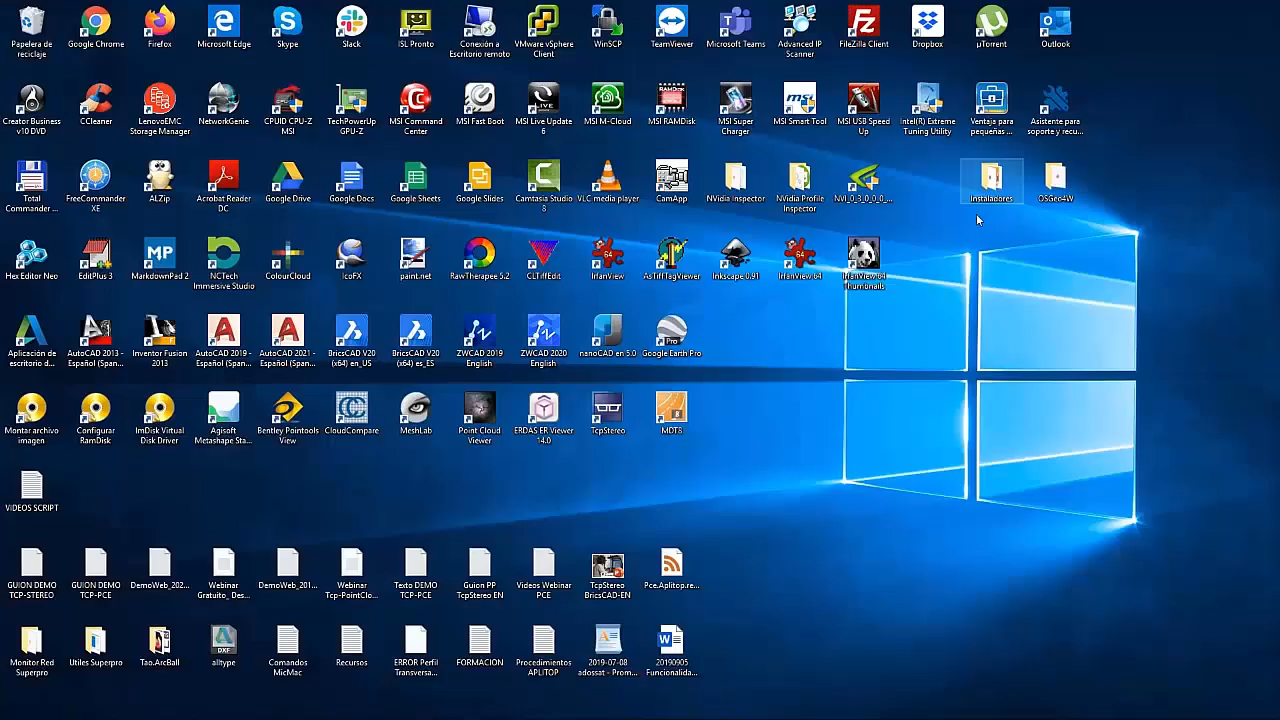 Papelera de reciclaje
Google Chrome
Firefox
Microsoft Edge
Skype
Slack
ISL Pronto
Conexión a Escritorio remoto
VMware vSphere Client
WinSCP
TeamViewer
Microsoft Teams
Advanced IP Scanner
FileZilla Client
Dropbox
µTorrent
Outlook
Creator Business v10 DVD
CCleaner
LenovoEMC Storage Manager
NetworkGenie
CPUID CPU-Z MSI
TechPowerUp GPU-Z
MSI Command Center
MSI Fast Boot
MSI Live Update 6
MSI M-Cloud
MSI RAMDisk
MSI Super Charger
MSI Smart Tool
MSI USB Speed Up
Intel(R) Extreme Tuning Utility
Ventaja para pequeñas ...
Asistente para soporte y recu...
Total Commander ...
FreeCommander XE
ALZip
Acrobat Reader DC
Google Drive
Google Docs
Google Sheets
Google Slides
Camtasia Studio 8
VLC media player
CamApp
NVidia Inspector
NVidia Profile Inspector
NVI_0_3_0_0_...
Instaladores
OSGeo4W
Hex Editor Neo
EditPlus 3
MarkdownPad 2
NCTech Immersive Studio
ColourCloud
IcoFX
paint.net
RawTherapee 5.2
CLTiffEdit
IrfanView
AsTiffTagViewer
Inkscape 0.91
IrfanView 64
IrfanView 64 Thumbnails
Aplicación de escritorio d...
AutoCAD 2013 - Español (Span...
Inventor Fusion 2013
AutoCAD 2019 - Español (Span...
AutoCAD 2021 - Español (Span...
BricsCAD V20 (x64) en_US
BricsCAD V20 (x64) es_ES
ZWCAD 2019 English
ZWCAD 2020 English
nanoCAD en 5.0
Google Earth Pro
Montar archivo imagen
Configurar RamDisk
ImDisk Virtual Disk Driver
Agisoft Metashape Sta...
Bentley Pointools View
CloudCompare
MeshLab
Point Cloud Viewer
ERDAS ER Viewer 14.0
TcpStereo
MDT8
VIDEOS SCRIPT
GUION DEMO TCP-STEREO
GUION DEMO TCP-PCE
DemoWeb_202...
Webinar Gratuito_ Des...
DemoWeb_201...
Webinar Tcp-PointClo...
Texto DEMO TCP-PCE
Guion PP TcpStereo EN
Videos Webinar PCE
TcpStereo BricsCAD-EN
Pce.Aplitop.re...
Monitor Red Superpro
Utiles Superpro
Tao.ArcBall
alltype
Comandos MicMac
Recursos
ERROR Perfil Transversa...
FORMACION
Procedimientos APLITOP
2019-07-08 adossat - Prom...
20190905 Funcionalida...